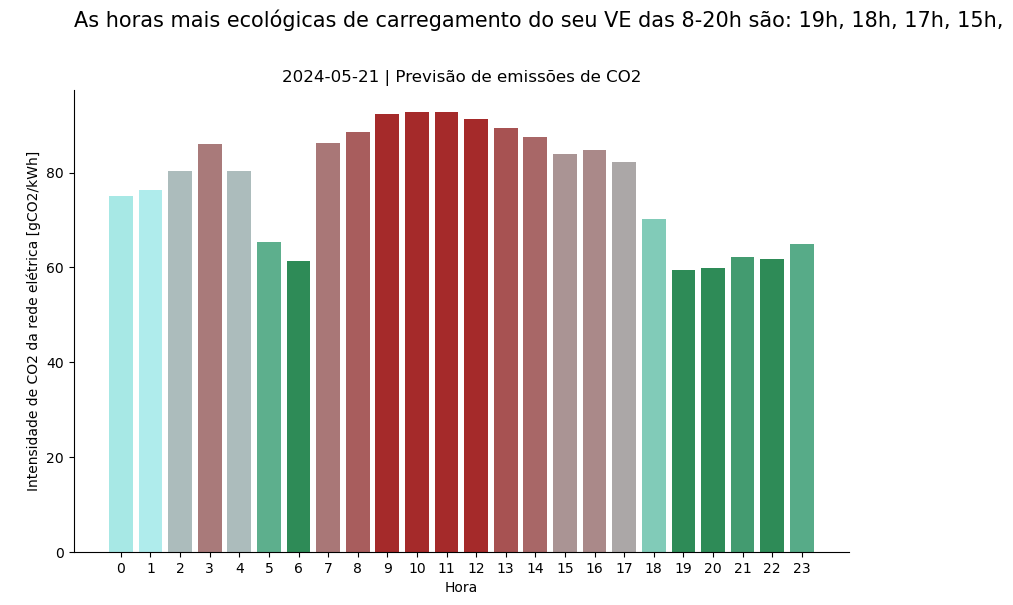 As horas mais ecológicas de carregamento do seu VE das 8-20h são: 19h, 18h, 17h, 15h,
2024-05-21 | Previsão de emissões de CO2
Intensidade de CO2 da rede elétrica [gCO2/kWh]
80
60
40
20
0
0 1 2 3 4 5 6 7 8 9 10 11 12 13 14 15 16 17 18 19 20 21 22 23
Hora